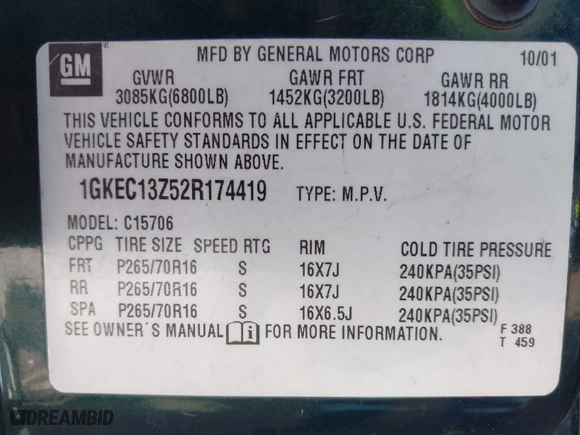 GM
MFD BY GENERAL MOTORS CORP 10/01
GVWR GAWR FRT GAWR RR
3085KG(6800LB) 1452KG(3200LB) 1814KG(4000LB)
THIS VEHICLE CONFORMS TO ALL APPLICABLE U.S. FEDERAL MOTOR
VEHICLE SAFETY STANDARDS IN EFFECT ON THE DATE OF
MANUFACTURE SHOWN ABOVE.
1GKEC13Z52R174419 TYPE: M.P.V.
MODEL: C15706
CPPG TIRE SIZE SPEED RTG RIM COLD TIRE PRESSURE
FRT P265/70R16 S 16X7J 240KPA(35PSI)
RR P265/70R16 S 16X7J 240KPA(35PSI)
SPA P265/70R16 S 16X6.5J 240KPA(35PSI)
SEE OWNER'S MANUAL FOR MORE INFORMATION.
F 388
T 459
DREAMBID